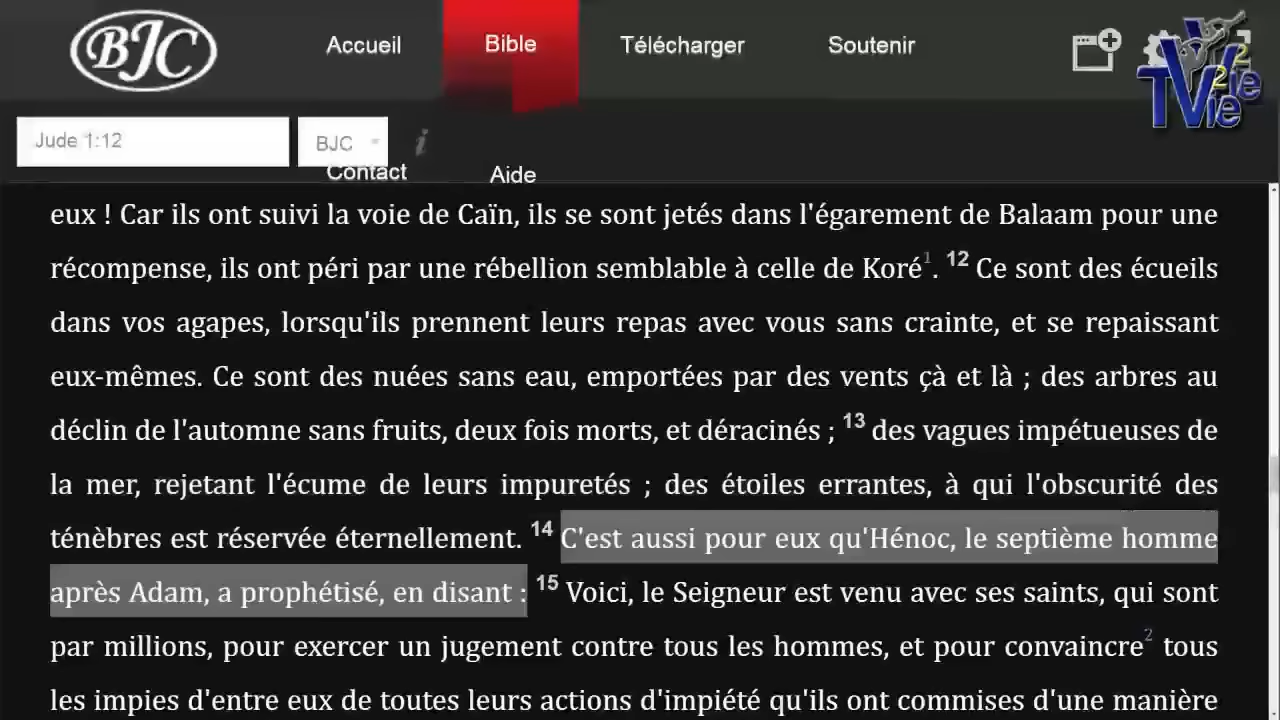 BJC
Accueil
Bible
Télécharger
Soutenir
TV2Vie
Jude 1:12
BJC
i
Contact
Aide
eux ! Car ils ont suivi la voie de Caïn, ils se sont jetés dans l'égarement de Balaam pour une
récompense, ils ont péri par une rébellion semblable à celle de Koré1. 12 Ce sont des écueils
dans vos agapes, lorsqu'ils prennent leurs repas avec vous sans crainte, et se repaissant
eux-mêmes. Ce sont des nuées sans eau, emportées par des vents çà et là ; des arbres au
déclin de l'automne sans fruits, deux fois morts, et déracinés ; 13 des vagues impétueuses de
la mer, rejetant l'écume de leurs impuretés ; des étoiles errantes, à qui l'obscurité des
ténèbres est réservée éternellement. 14 C'est aussi pour eux qu'Hénoc, le septième homme
après Adam, a prophétisé, en disant : 15 Voici, le Seigneur est venu avec ses saints, qui sont
par millions, pour exercer un jugement contre tous les hommes, et pour convaincre2 tous
les impies d'entre eux de toutes leurs actions d'impiété qu'ils ont commises d'une manière